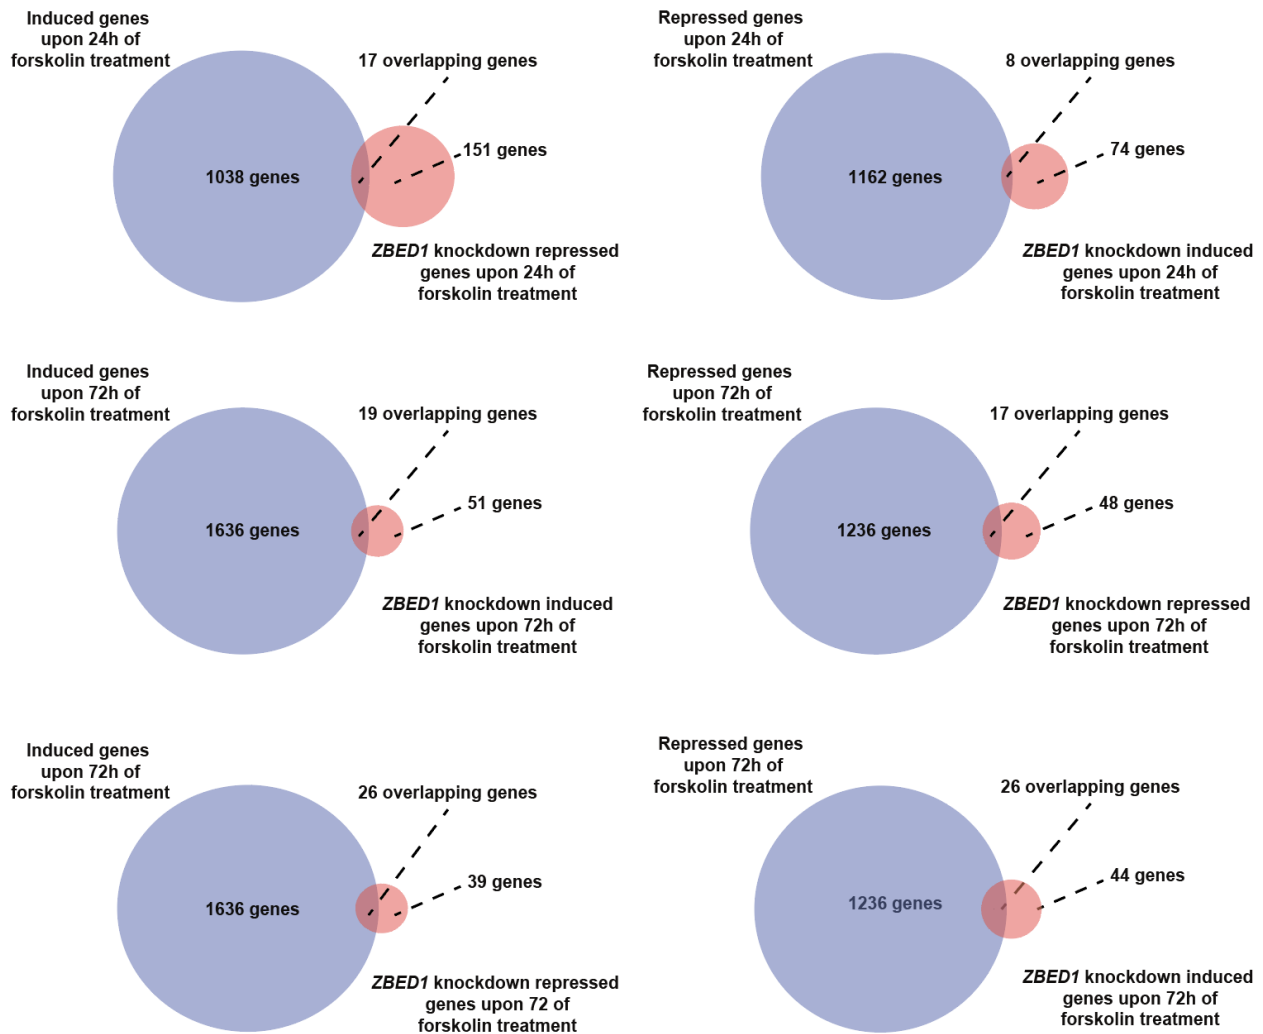 Induced genes
upon 24h of
forskolin treatment
17 overlapping genes
151 genes
1038 genes
ZBED1 knockdown repressed
genes upon 24h of
forskolin treatment
Repressed genes
upon 24h of
forskolin treatment
8 overlapping genes
74 genes
1162 genes
ZBED1 knockdown induced
genes upon 24h of
forskolin treatment
Induced genes
upon 72h of
forskolin treatment
19 overlapping genes
51 genes
1636 genes
ZBED1 knockdown induced
genes upon 72h of
forskolin treatment
Repressed genes
upon 72h of
forskolin treatment
17 overlapping genes
48 genes
1236 genes
ZBED1 knockdown repressed
genes upon 72h of
forskolin treatment
Induced genes
upon 72h of
forskolin treatment
26 overlapping genes
39 genes
1636 genes
ZBED1 knockdown repressed
genes upon 72 of
forskolin treatment
Repressed genes
upon 72h of
forskolin treatment
26 overlapping genes
44 genes
1236 genes
ZBED1 knockdown induced
genes upon 72h of
forskolin treatment